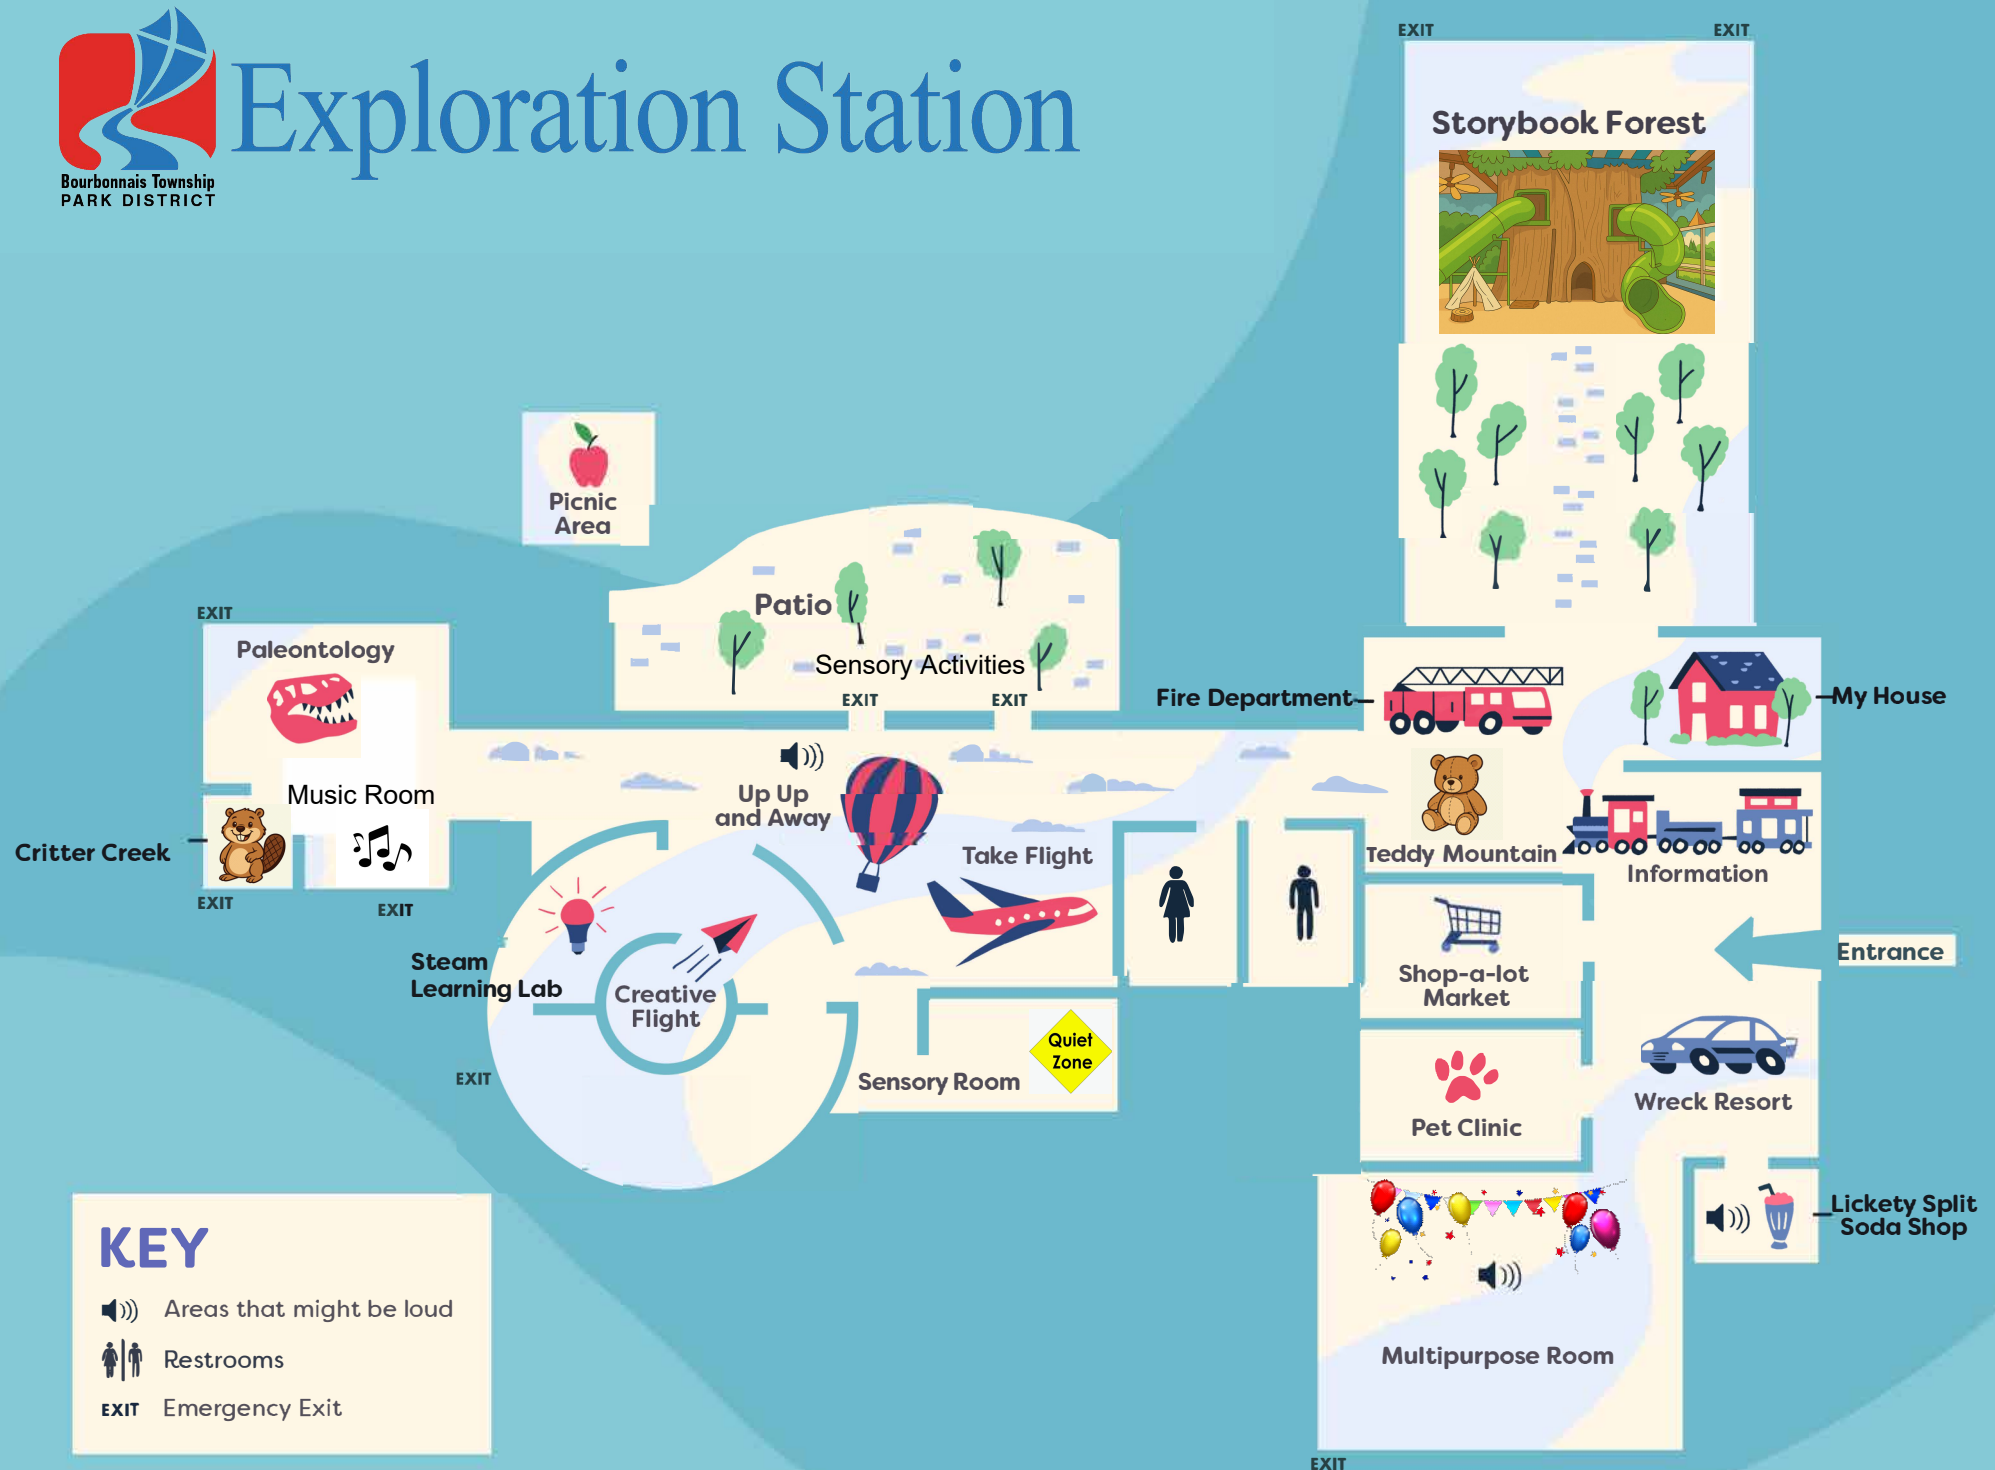 Exploration Station
Bourbonnais Township
PARK DISTRICT
EXIT
EXIT
Storybook Forest
Picnic
Area
Patio
Sensory Activities
EXIT
EXIT
EXIT
Paleontology
Music Room
Critter Creek
EXIT
EXIT
Fire Department
My House
Up Up
and Away
Take Flight
Teddy Mountain
Information
Steam
Learning Lab
Creative
Flight
Shop-a-lot
Market
Entrance
Quiet
Zone
Sensory Room
EXIT
Wreck Resort
Pet Clinic
Lickety Split
Soda Shop
Multipurpose Room
EXIT
KEY
Areas that might be loud
Restrooms
EXIT Emergency Exit